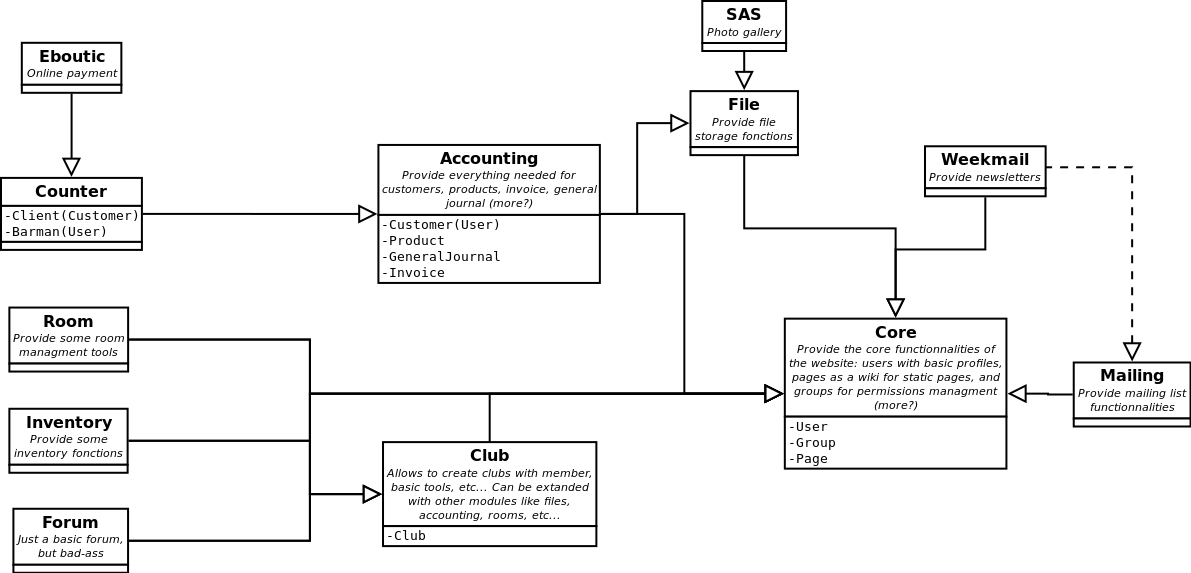 SAS
Photo gallery
Eboutic
Online payment
File
Provide file
storage fonctions
Accounting
Provide everything needed for
customers, products, invoice, general
journal (more?)
-Customer(User)
-Product
-GeneralJournal
-Invoice
Weekmail
Provide newsletters
Counter
-Client(Customer)
-Barman(User)
Room
Provide some room
managment tools
Core
Provide the core functionnalities of
the website: users with basic profiles,
pages as a wiki for static pages, and
groups for permissions managment
(more?)
-User
-Group
-Page
Mailing
Provide mailing list
functionnalities
Inventory
Provide some
inventory fonctions
Club
Allows to create clubs with member,
basic tools, etc... Can be extanded
with other modules like files,
accounting, rooms, etc...
-Club
Forum
Just a basic forum,
but bad-ass